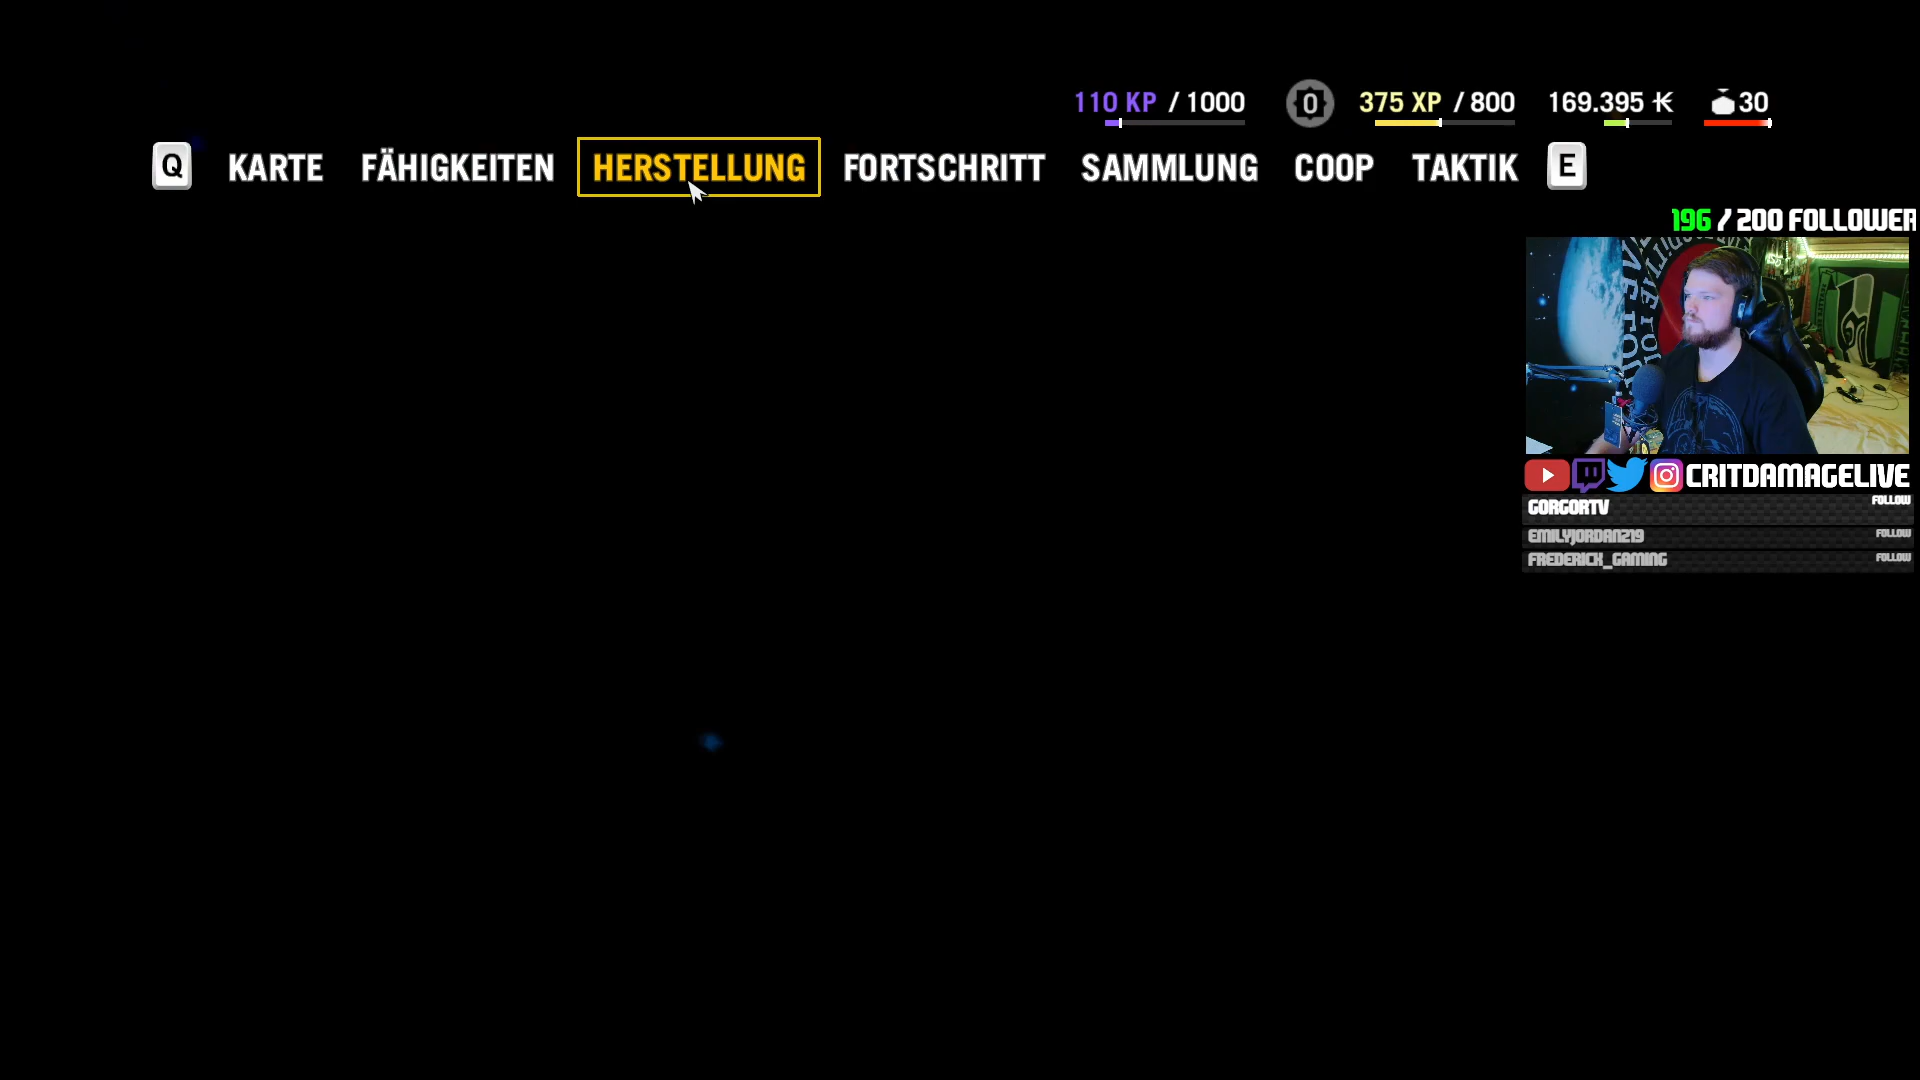 110 KP / 1000 0 375 XP / 800 169.395 K 30
Q KARTE FÄHIGKEITEN HERSTELLUNG FORTSCHRITT SAMMLUNG COOP TAKTIK E
196 / 200 FOLLOWER
CRITDAMAGELIVE
GORGORTV FOLLOW
EMILYJORDAN219 FOLLOW
FREDERICK_GAMING FOLLOW